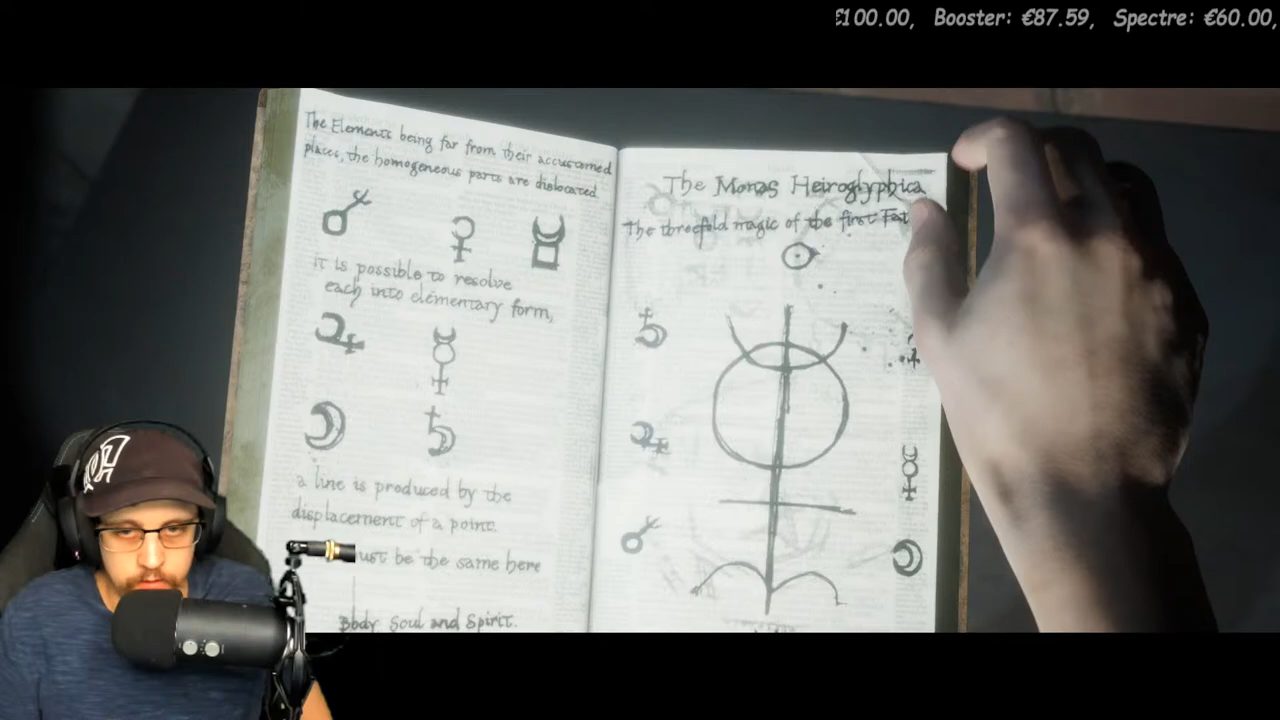 €100.00, Booster: €87.59, Spectre: €60.00,
The Elements being far from their accustomed
places, the homogeneous parts are dislocated
it is possible to resolve
each into elementary form,
a line is produced by the
displacement of a point.
ust be the same here
Body Soul and Spirit.
The Monas Heiroglyphica
The threefold magic of the first Fat